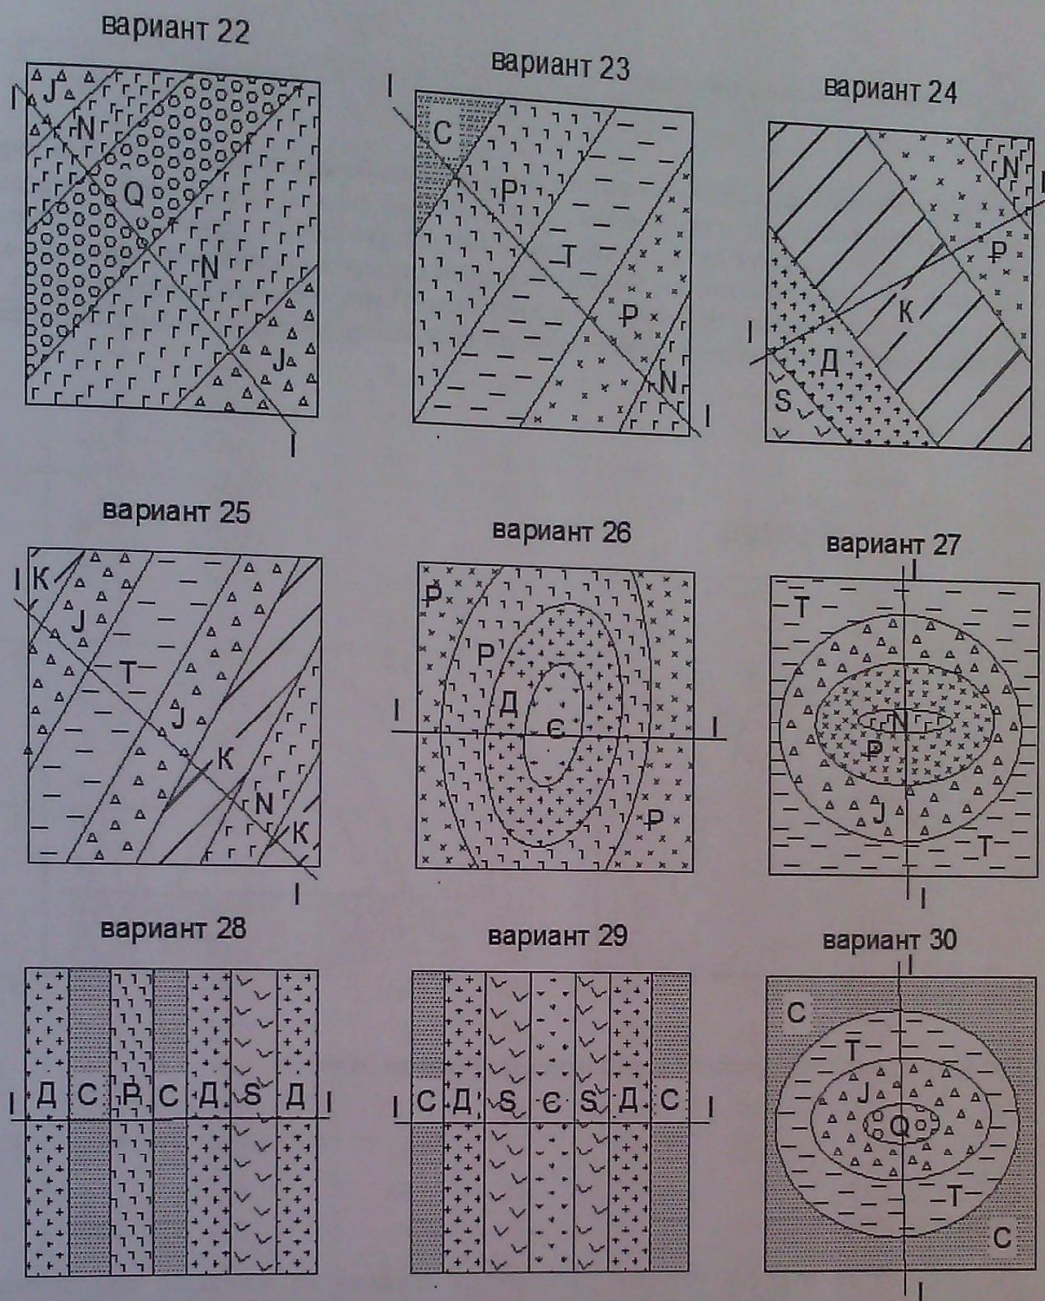 вариант 22
I
J
N
Q
N
J
I
вариант 23
I
C
P
T
₽
N
I
вариант 24
N
I
₽
K
I
Д
S
вариант 25
I K
J
T
J
K
N
K
I
вариант 26
₽
P
Д
I
Є
I
₽
вариант 27
I
T
N
₽
J
T
I
вариант 28
I Д C P C Д S Д I
вариант 29
I C Д S Є S Д C I
вариант 30
I
C
T
J
Q
T
C
I